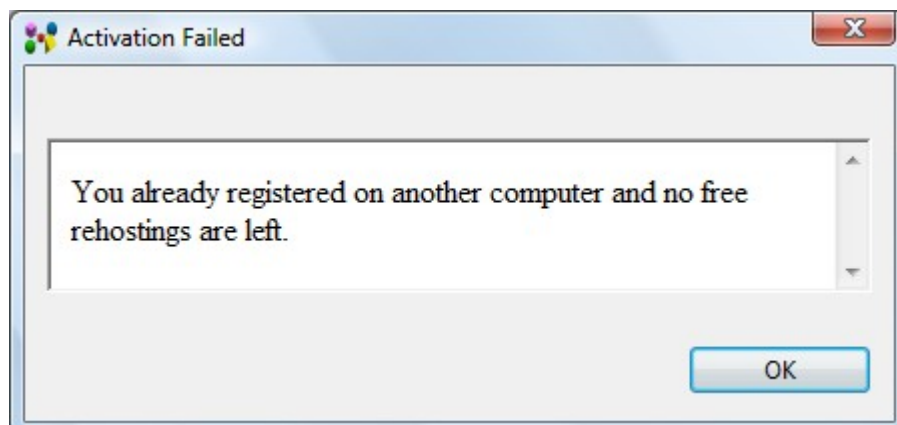 Activation Failed
You already registered on another computer and no free
rehostings are left.
OK